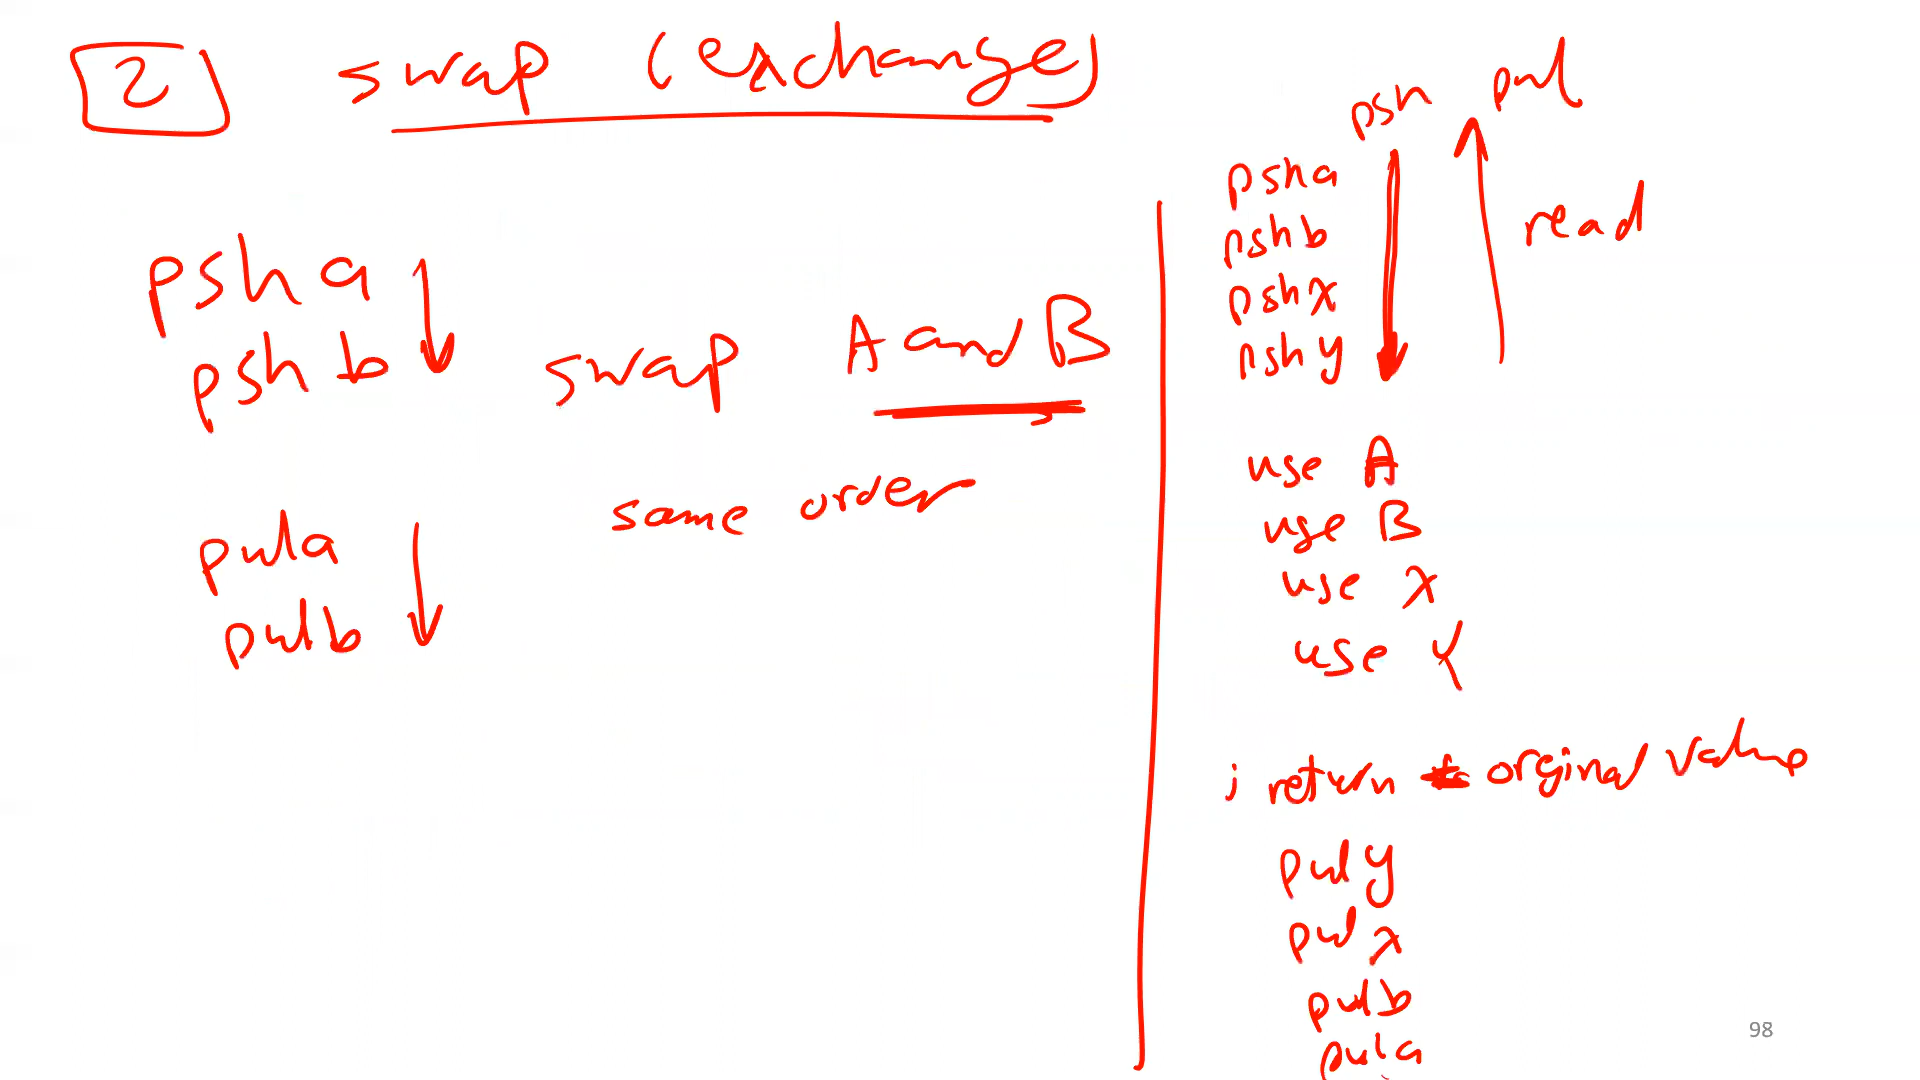 2 swap (exchange)
psha
pshb
swap A and B
same order
pula
pulb
psh pul
psha
pshb
pshx
pshy
read
use A
use B
use X
use Y
; return orginal value
puly
pulx
pulb
pula
98